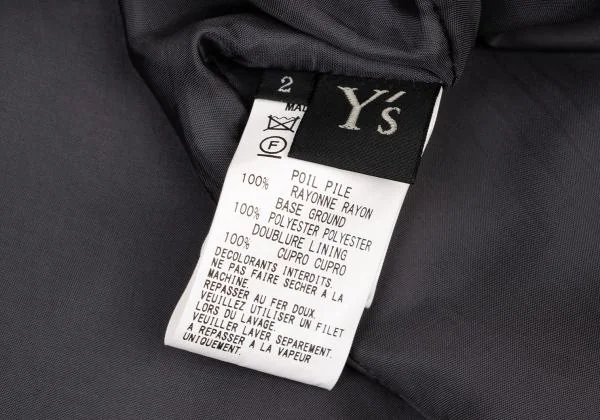 2
Y's
MAD
F
POIL PILE
100% RAYONNE RAYON
BASE GROUND
100% POLYESTER POLYESTER
DOUBLURE LINING
100% CUPRO CUPRO
DECOLORANTS INTERDITS.
NE PAS FAIRE SECHER À LA
MACHINE.
REPASSER AU FER DOUX.
VEUILLEZ UTILISER UN FILET
LORS DU LAVAGE.
VEUILLER LAVER SEPAREMENT.
A REPASSER À LA VAPEUR
UNIQUEMENT.